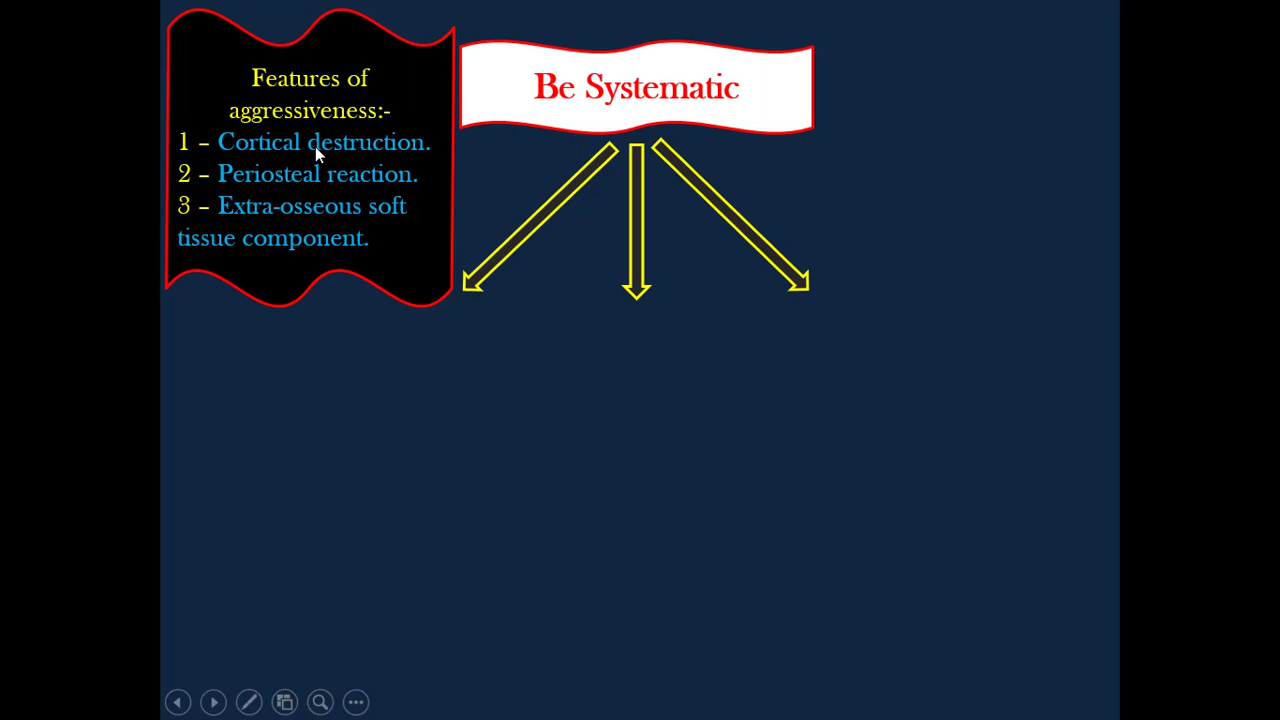 Features of
aggressiveness:-
1 – Cortical destruction.
2 – Periosteal reaction.
3 – Extra-osseous soft
tissue component.
Be Systematic